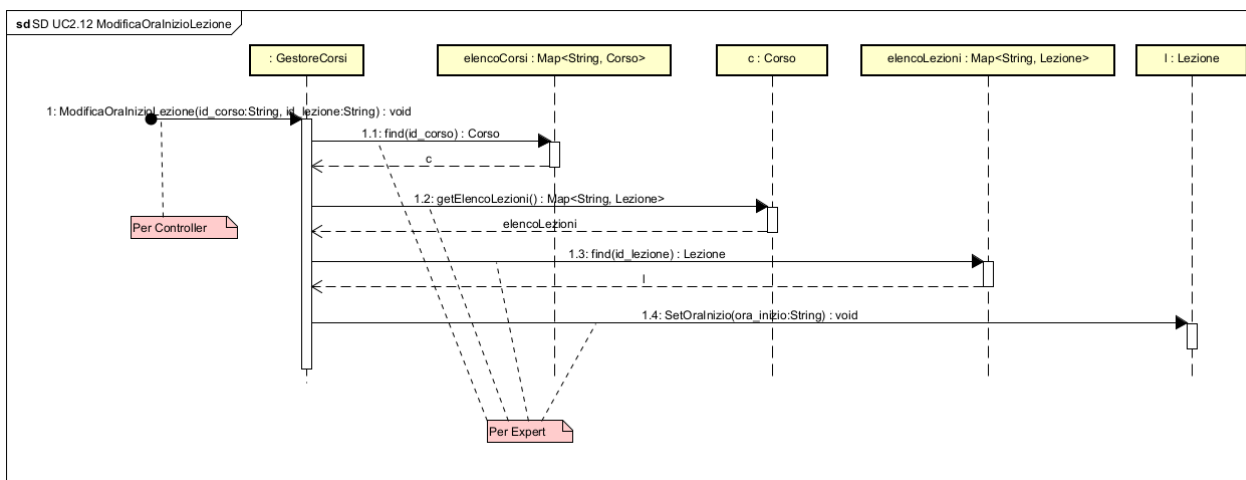 sd SD UC2.12 ModificaOraInizioLezione
: GestoreCorsi
elencoCorsi : Map<String, Corso>
c : Corso
elencoLezioni : Map<String, Lezione>
l : Lezione
1: ModificaOraInizioLezione(id_corso:String, id_lezione:String) : void
1.1: find(id_corso) : Corso
c
1.2: getElencoLezioni() : Map<String, Lezione>
Per Controller
elencoLezioni
1.3: find(id_lezione) : Lezione
l
1.4: SetOraInizio(ora_inizio:String) : void
Per Expert